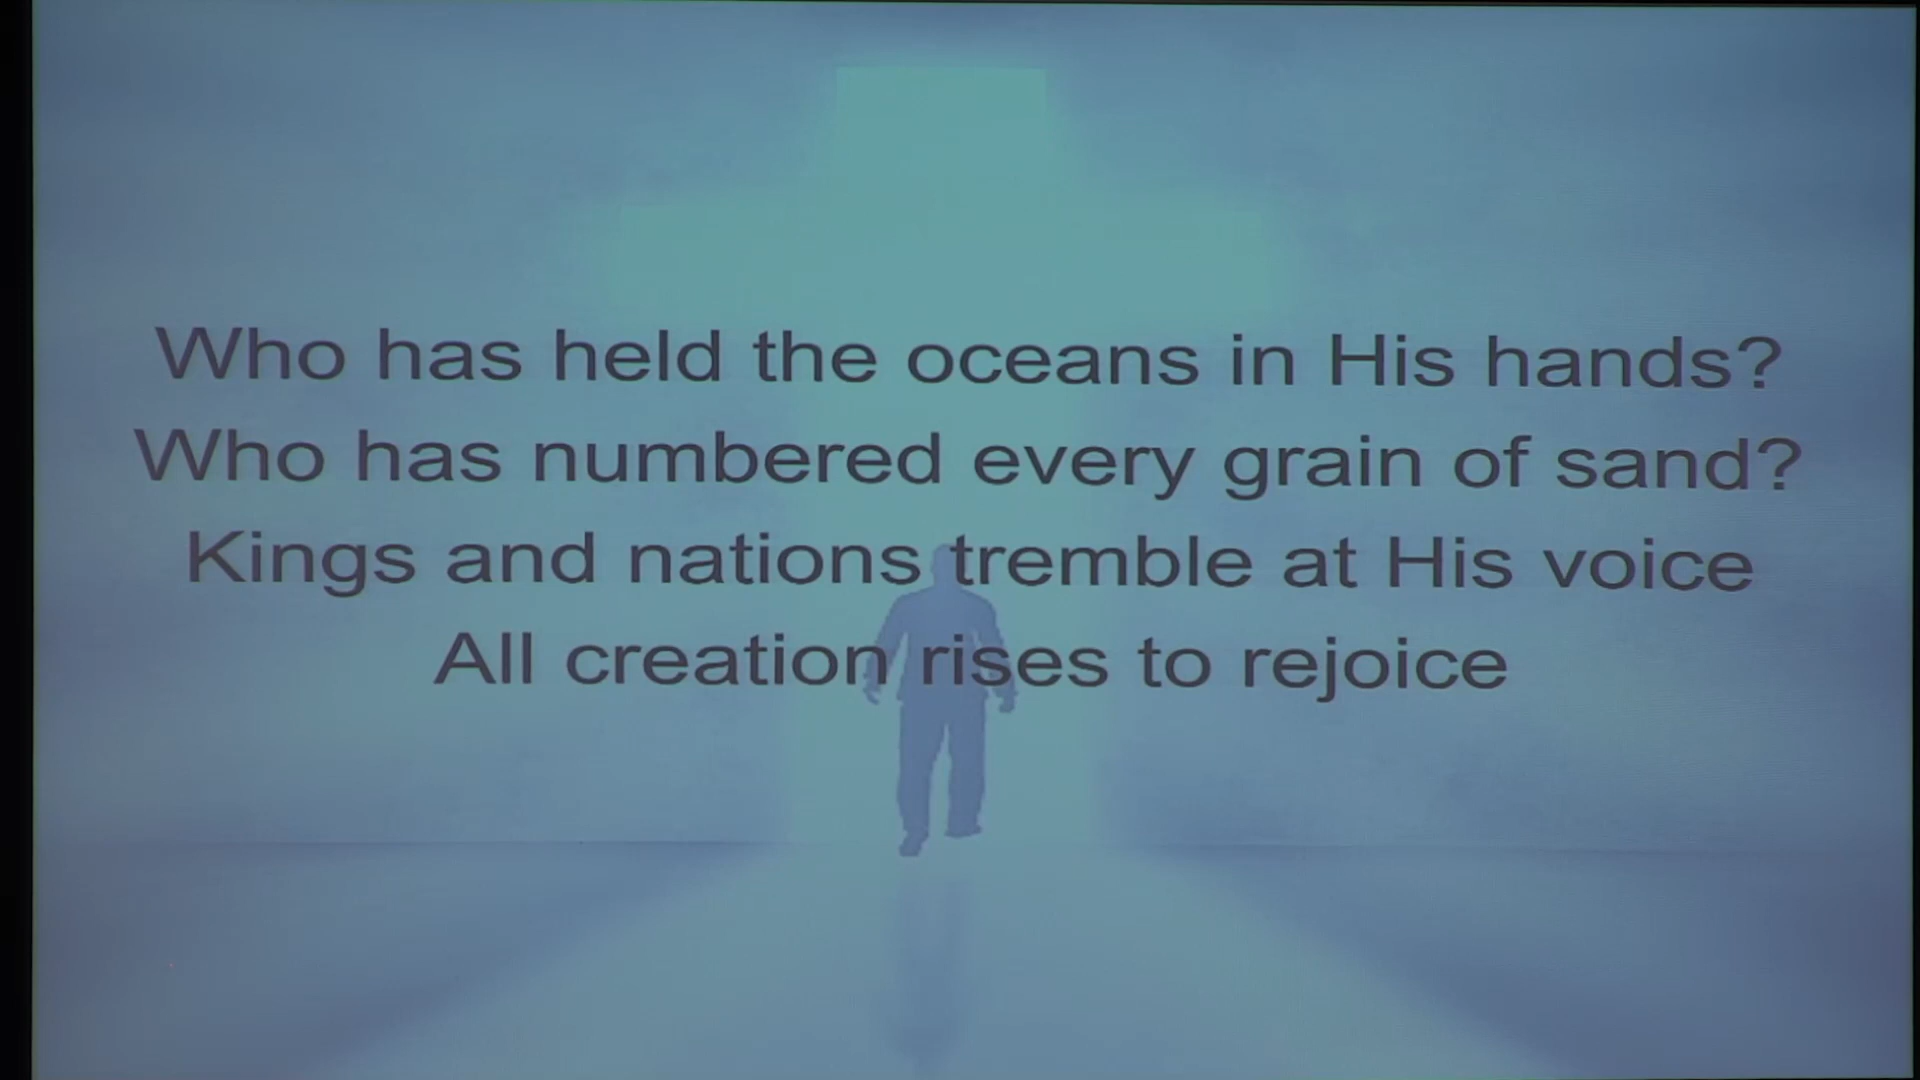 Who has held the oceans in His hands?
Who has numbered every grain of sand?
Kings and nations tremble at His voice
All creation rises to rejoice